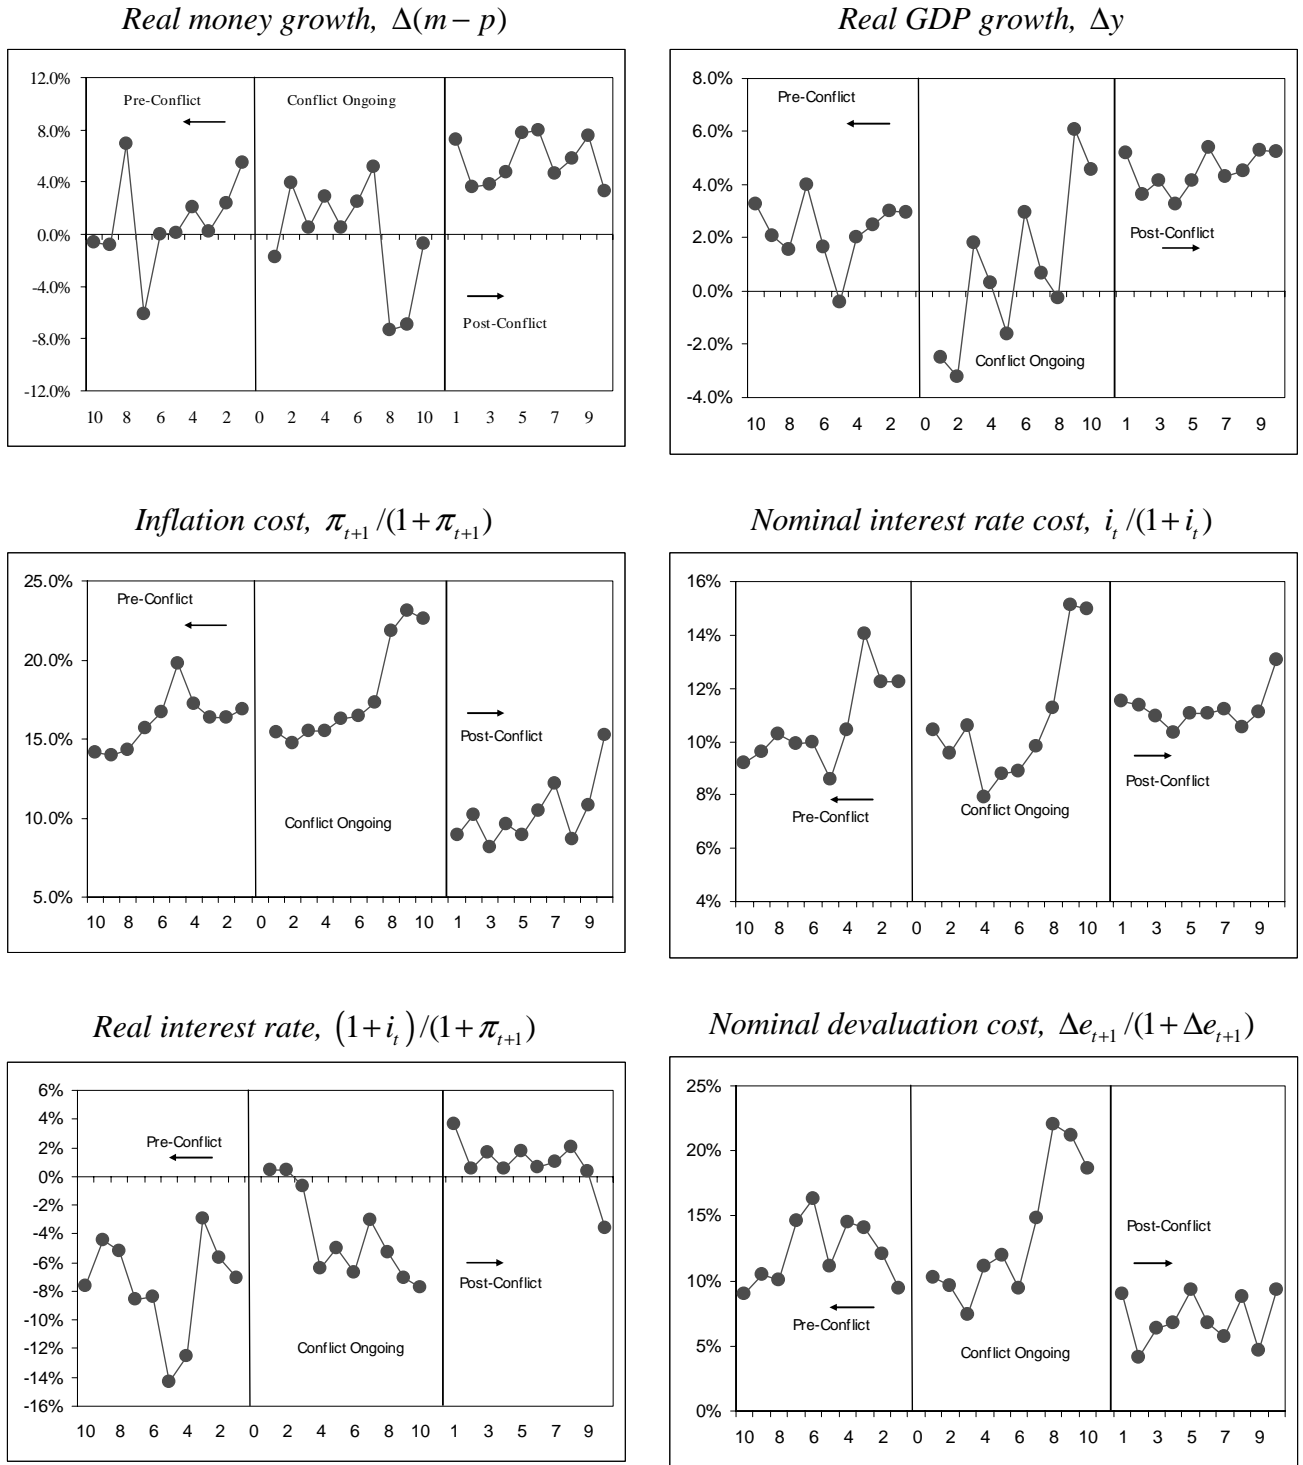 Real money growth, Δ(m − p)
12.0%
8.0%
4.0%
0.0%
-4.0%
-8.0%
-12.0%
Pre-Conflict
Conflict Ongoing
Post-Conflict
10 8 6 4 2 0 2 4 6 8 10 1 3 5 7 9
Real GDP growth, Δy
8.0%
6.0%
4.0%
2.0%
0.0%
-2.0%
-4.0%
Pre-Conflict
Post-Conflict
Conflict Ongoing
10 8 6 4 2 0 2 4 6 8 10 1 3 5 7 9
Inflation cost, π_{t+1} /(1+ π_{t+1})
25.0%
20.0%
15.0%
10.0%
5.0%
Pre-Conflict
Post-Conflict
Conflict Ongoing
10 8 6 4 2 0 2 4 6 8 10 1 3 5 7 9
Nominal interest rate cost, i_t /(1+ i_t)
16%
14%
12%
10%
8%
6%
4%
Post-Conflict
Pre-Conflict
Conflict Ongoing
10 8 6 4 2 0 2 4 6 8 10 1 3 5 7 9
Real interest rate, (1+ i_t)/(1+ π_{t+1})
6%
4%
2%
0%
-2%
-4%
-6%
-8%
-10%
-12%
-14%
-16%
Pre-Conflict
Post-Conflict
Conflict Ongoing
10 8 6 4 2 0 2 4 6 8 10 1 3 5 7 9
Nominal devaluation cost, Δe_{t+1} /(1+ Δe_{t+1})
25%
20%
15%
10%
5%
0%
Post-Conflict
Pre-Conflict
Conflict Ongoing
10 8 6 4 2 0 2 4 6 8 10 1 3 5 7 9